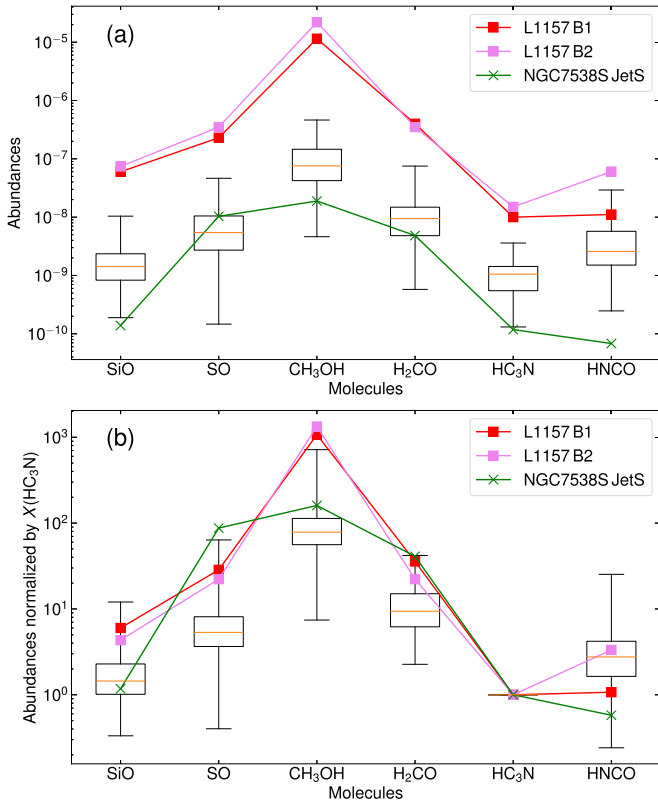 (a)
L1157 B1
L1157 B2
NGC7538S JetS
Abundances
10⁻⁵
10⁻⁶
10⁻⁷
10⁻⁸
10⁻⁹
10⁻¹⁰
SiO SO CH₃OH H₂CO HC₃N HNCO
Molecules
(b)
L1157 B1
L1157 B2
NGC7538S JetS
Abundances normalized by X(HC₃N)
10³
10²
10¹
10⁰
SiO SO CH₃OH H₂CO HC₃N HNCO
Molecules